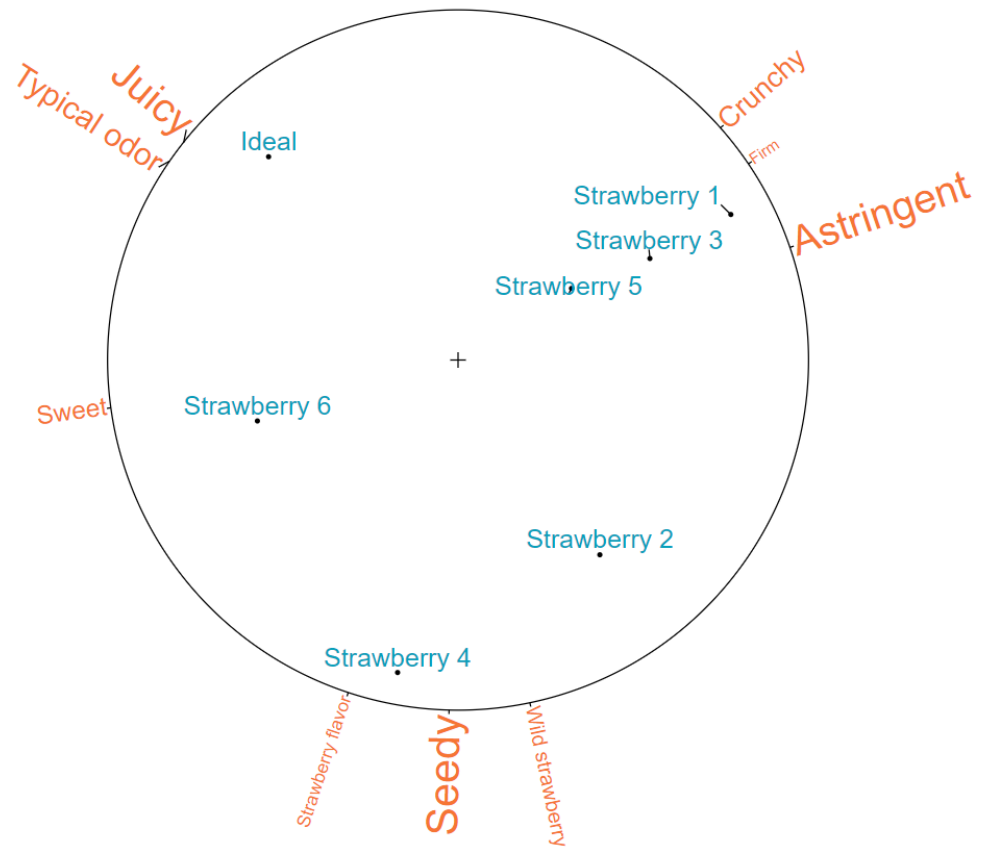 Juicy
Typical odor
Crunchy
Ideal
Firm
Strawberry 1
Astringent
Strawberry 3
Strawberry 5
Sweet
Strawberry 6
Strawberry 2
Strawberry 4
Strawberry flavor
Seedy
Wild strawberry